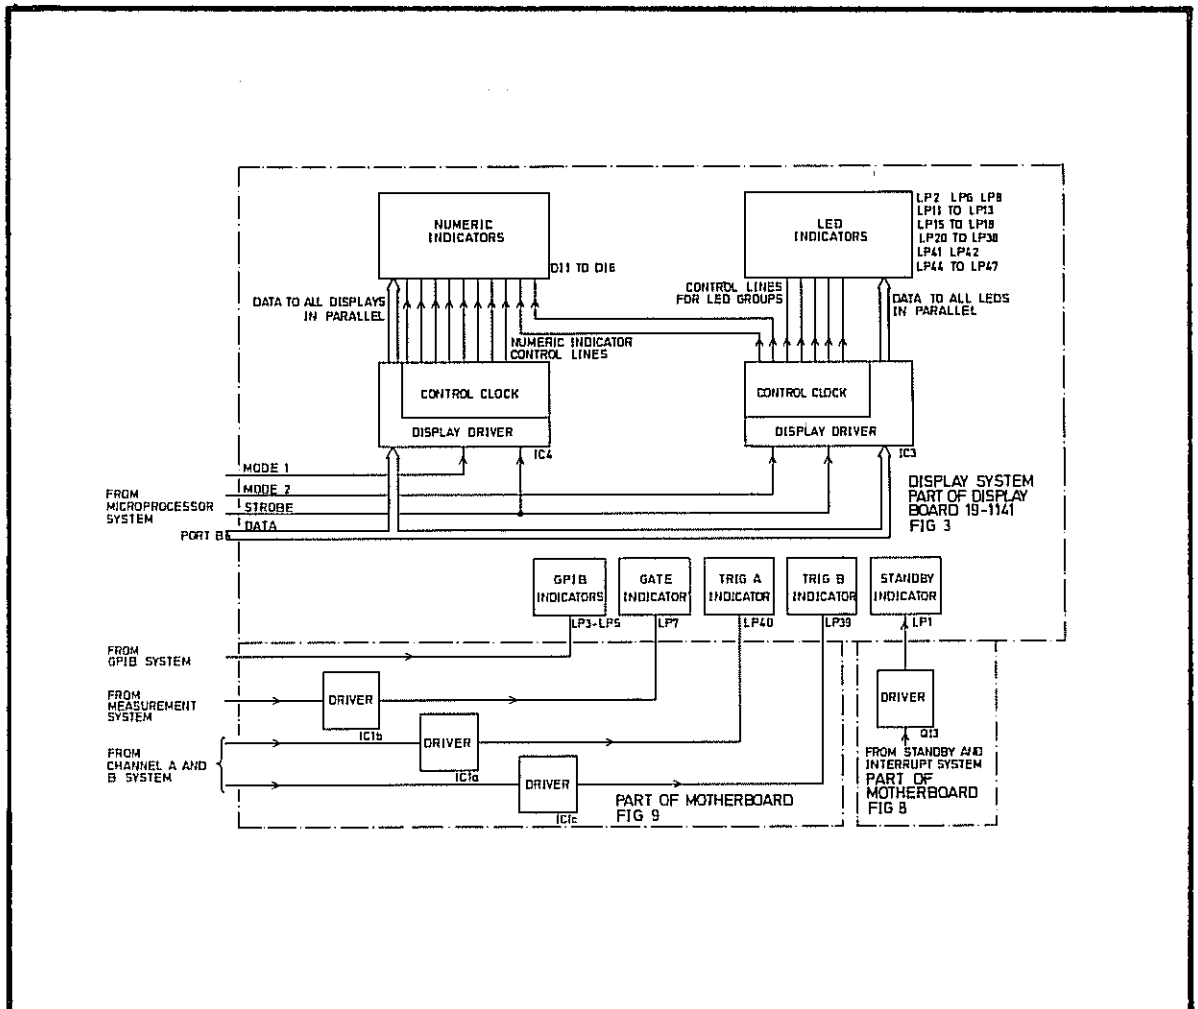 NUMERIC
INDICATORS
DI1 TO DI6
LED
INDICATORS
LP2 LP6 LP8
LP11 TO LP13
LP15 TO LP18
LP20 TO LP38
LP41 LP42
LP44 TO LP47
DATA TO ALL DISPLAYS
IN PARALLEL
CONTROL LINES
FOR LED GROUPS
DATA TO ALL LEDS
IN PARALLEL
NUMERIC INDICATOR
CONTROL LINES
CONTROL CLOCK
DISPLAY DRIVER
IC4
CONTROL CLOCK
DISPLAY DRIVER
IC3
FROM
MICROPROCESSOR
SYSTEM
MODE 1
MODE 2
STROBE
DATA
PORT B
DISPLAY SYSTEM
PART OF DISPLAY
BOARD 19-1141
FIG 3
GPIB
INDICATORS
LP3-LP5
GATE
INDICATOR
LP7
TRIG A
INDICATOR
LP40
TRIG B
INDICATOR
LP39
STANDBY
INDICATOR
LP1
FROM
GPIB SYSTEM
FROM
MEASUREMENT
SYSTEM
DRIVER
IC1b
FROM
CHANNEL A AND
B SYSTEM
DRIVER
IC1a
DRIVER
IC1c
PART OF MOTHERBOARD
FIG 9
DRIVER
Q13
FROM STANDBY AND
INTERRUPT SYSTEM
PART OF
MOTHERBOARD
FIG 8